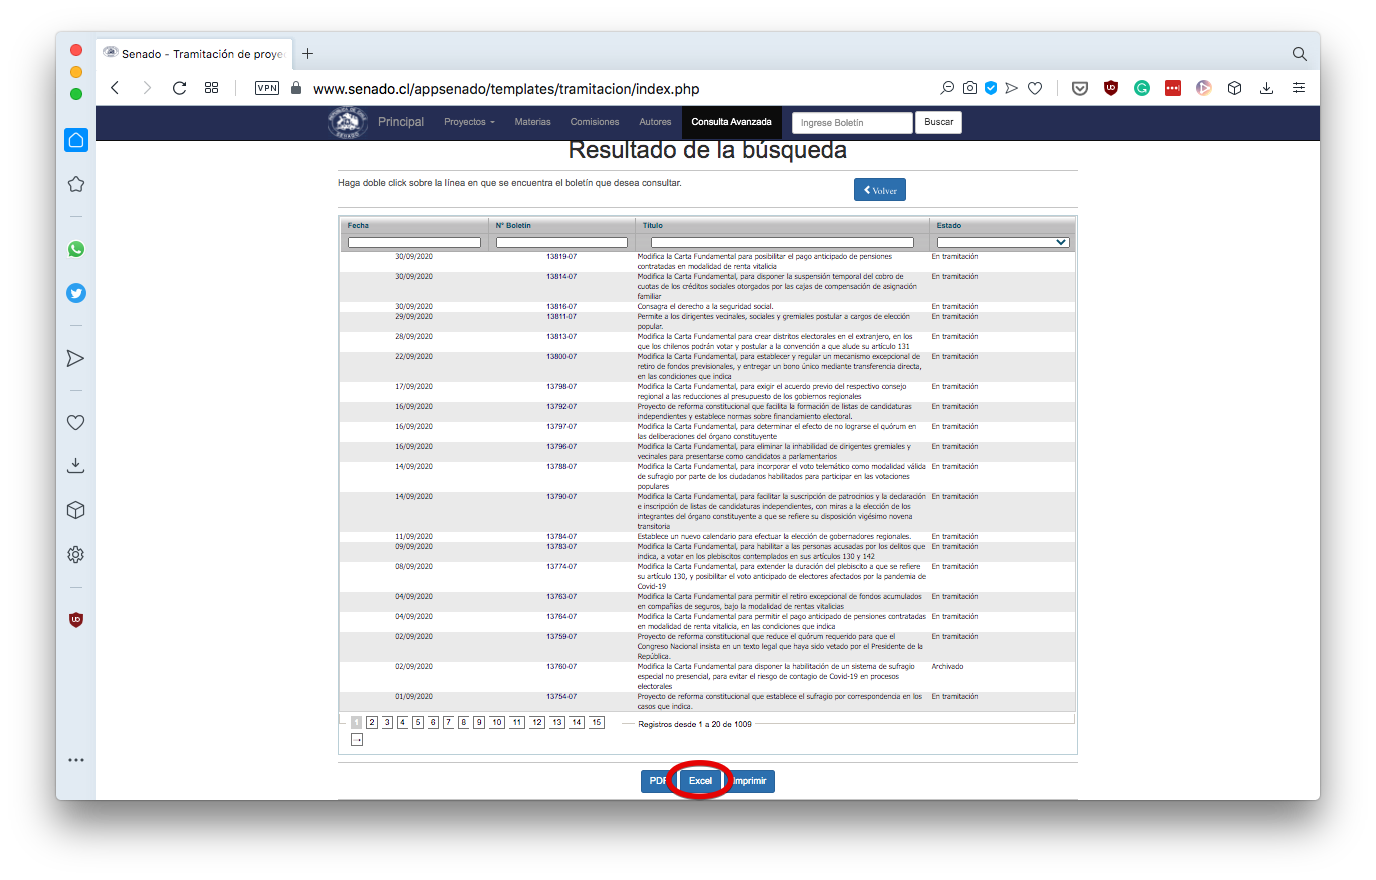 Senado - Tramitación de proye
VPN www.senado.cl/appsenado/templates/tramitacion/index.php
Principal Proyectos Materias Comisiones Autores Consulta Avanzada Ingrese Boletín Buscar
Resultado de la búsqueda
Haga doble click sobre la línea en que se encuentra el boletín que desea consultar.
Volver
Fecha Nº Boletín Título Estado
30/09/2020 13819-07 Modifica la Carta Fundamental para posibilitar el pago anticipado de pensiones En tramitación
contratadas en modalidad de renta vitalicia
30/09/2020 13814-07 Modifica la Carta Fundamental, para disponer la suspensión temporal del cobro de En tramitación
cuotas de los créditos sociales otorgados por las cajas de compensación de asignación
familiar
30/09/2020 13816-07 Consagra el derecho a la seguridad social. En tramitación
29/09/2020 13811-07 Permite a los dirigentes vecinales, sociales y gremiales postular a cargos de elección En tramitación
popular.
28/09/2020 13813-07 Modifica la Carta Fundamental para crear distritos electorales en el extranjero, en los En tramitación
que los chilenos podrán votar y postular a la convención a que alude su artículo 131
22/09/2020 13800-07 Modifica la Carta Fundamental, para establecer y regular un mecanismo excepcional de En tramitación
retiro de fondos previsionales, y entregar un bono único mediante transferencia directa,
en las condiciones que indica
17/09/2020 13798-07 Modifica la Carta Fundamental, para exigir el acuerdo previo del respectivo consejo En tramitación
regional a las reducciones al presupuesto de los gobiernos regionales
16/09/2020 13792-07 Proyecto de reforma constitucional que facilita la formación de listas de candidaturas En tramitación
independientes y establece normas sobre financiamiento electoral.
16/09/2020 13797-07 Modifica la Carta Fundamental, para determinar el efecto de no lograrse el quórum en En tramitación
las deliberaciones del órgano constituyente
16/09/2020 13796-07 Modifica la Carta Fundamental, para eliminar la inhabilidad de dirigentes gremiales y En tramitación
vecinales para presentarse como candidatos a parlamentarios
14/09/2020 13788-07 Modifica la Carta Fundamental, para incorporar el voto telemático como modalidad válida En tramitación
de sufragio por parte de los ciudadanos habilitados para participar en las votaciones
populares
14/09/2020 13790-07 Modifica la Carta Fundamental, para facilitar la suscripción de patrocinios y la declaración En tramitación
e inscripción de listas de candidaturas independientes, con miras a la elección de los
integrantes del órgano constituyente a que se refiere su disposición vigésimo novena
transitoria
11/09/2020 13784-07 Establece un nuevo calendario para efectuar la elección de gobernadores regionales. En tramitación
09/09/2020 13783-07 Modifica la Carta Fundamental, para habilitar a las personas acusadas por los delitos que En tramitación
indica, a votar en los plebiscitos contemplados en sus artículos 130 y 142
08/09/2020 13774-07 Modifica la Carta Fundamental, para extender la duración del plebiscito a que se refiere En tramitación
su artículo 130, y posibilitar el voto anticipado de electores afectados por la pandemia de
Covid-19
04/09/2020 13763-07 Modifica la Carta Fundamental para permitir el retiro excepcional de fondos acumulados En tramitación
en compañías de seguros, bajo la modalidad de rentas vitalicias
04/09/2020 13764-07 Modifica la Carta Fundamental para permitir el pago anticipado de pensiones contratadas En tramitación
en modalidad de renta vitalicia, en las condiciones que indica
02/09/2020 13759-07 Proyecto de reforma constitucional que reduce el quórum requerido para que el En tramitación
Congreso Nacional insista en un texto legal que haya sido vetado por el Presidente de la
República.
02/09/2020 13760-07 Modifica la Carta Fundamental para disponer la habilitación de un sistema de sufragio Archivado
especial no presencial, para evitar el riesgo de contagio de Covid-19 en procesos
electorales
01/09/2020 13754-07 Proyecto de reforma constitucional que establece el sufragio por correspondencia en los En tramitación
casos que indica.
1 2 3 4 5 6 7 8 9 10 11 12 13 14 15 Registros desde 1 a 20 de 1009
PDF Excel Imprimir